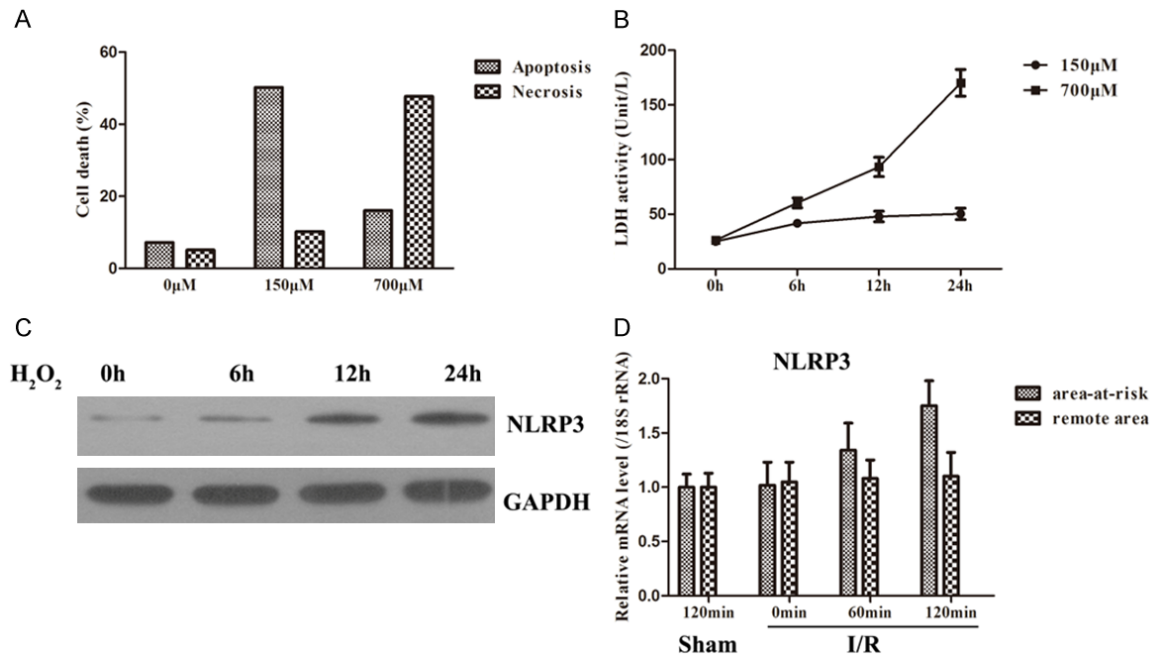 A
60
40
20
0
Cell death (%)
0μM 150μM 700μM
Apoptosis
Necrosis
B
200
150
100
50
0
LDH activity (Unit/L)
0h 6h 12h 24h
150μM
700μM
C
H₂O₂ 0h 6h 12h 24h
NLRP3
GAPDH
D
NLRP3
2.0
1.5
1.0
0.5
0.0
Relative mRNA level (/18S rRNA)
120min 0min 60min 120min
Sham I/R
area-at-risk
remote area